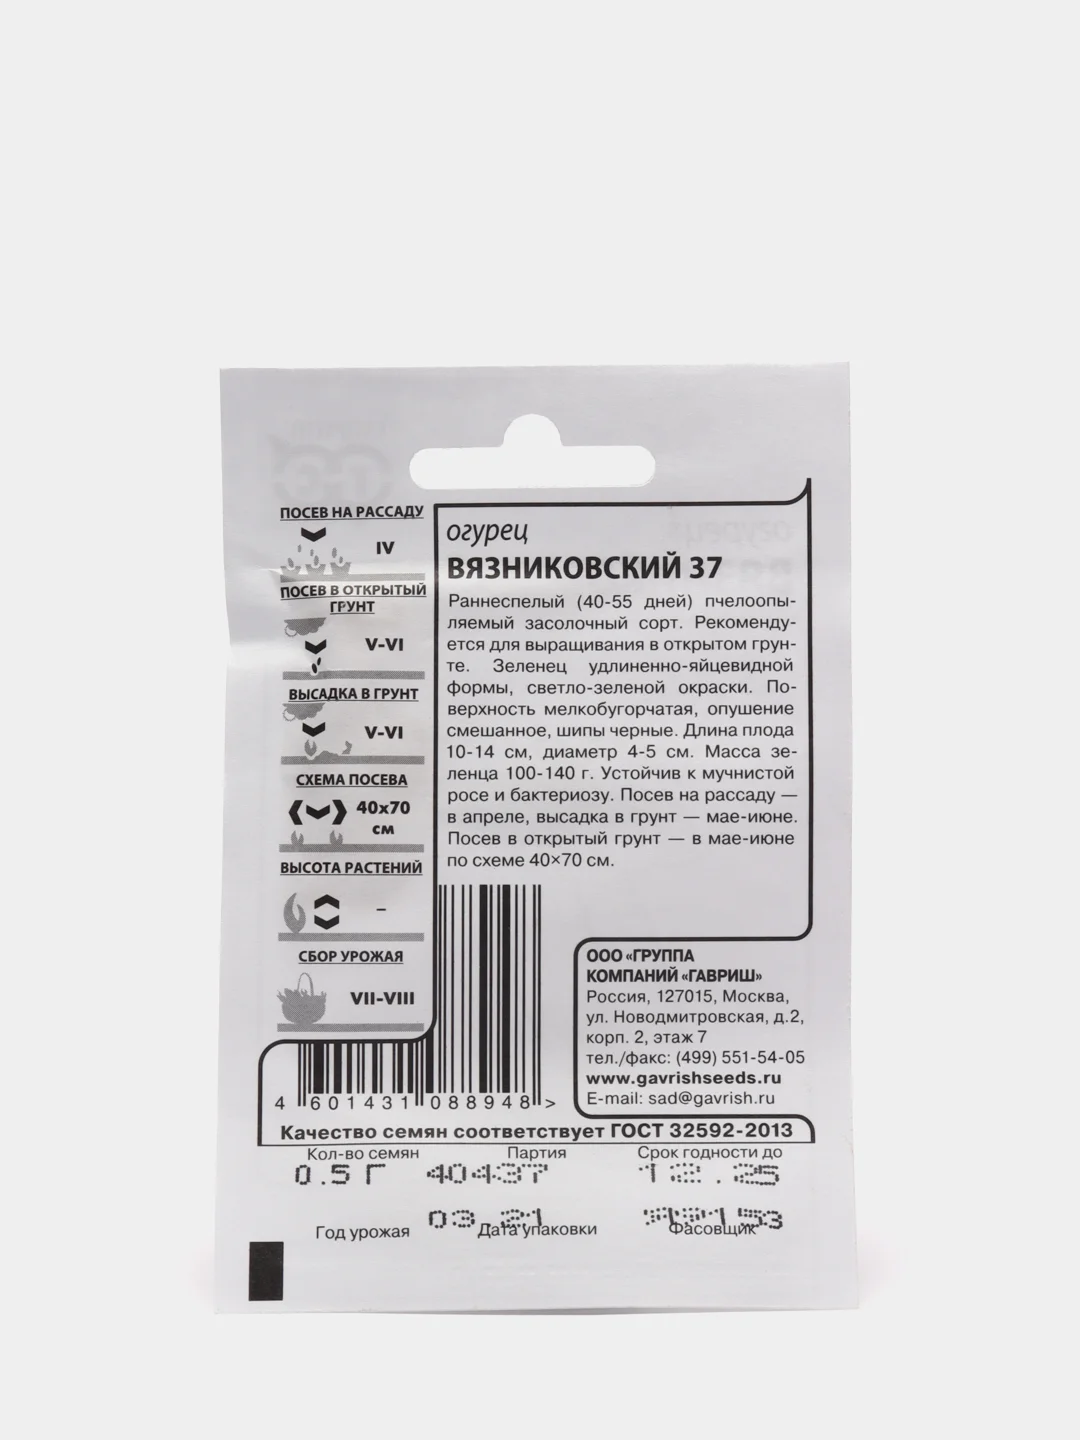 ПОСЕВ НА РАССАДУ
IV
ПОСЕВ В ОТКРЫТЫЙ
ГРУНТ
V-VI
ВЫСАДКА В ГРУНТ
V-VI
СХЕМА ПОСЕВА
40х70
см
ВЫСОТА РАСТЕНИЙ
–
СБОР УРОЖАЯ
VII-VIII
огурец
ВЯЗНИКОВСКИЙ 37
Раннеспелый (40-55 дней) пчелоопы-
ляемый засолочный сорт. Рекоменду-
ется для выращивания в открытом грун-
те. Зеленец удлиненно-яйцевидной
формы, светло-зеленой окраски. По-
верхность мелкобугорчатая, опушение
смешанное, шипы черные. Длина плода
10-14 см, диаметр 4-5 см. Масса зе-
ленца 100-140 г. Устойчив к мучнистой
росе и бактериозу. Посев на рассаду —
в апреле, высадка в грунт — мае-июне.
Посев в открытый грунт — в мае-июне
по схеме 40×70 см.
ООО «ГРУППА
КОМПАНИЙ «ГАВРИШ»
Россия, 127015, Москва,
ул. Новодмитровская, д.2,
корп. 2, этаж 7
тел./факс: (499) 551-54-05
www.gavrishseeds.ru
E-mail: sad@gavrish.ru
4 601431 088948 >
Качество семян соответствует ГОСТ 32592-2013
Кол-во семян Партия Срок годности до
0.5 Г 40437 12.25
03.21
Год урожая Дата упаковки Фасовщик